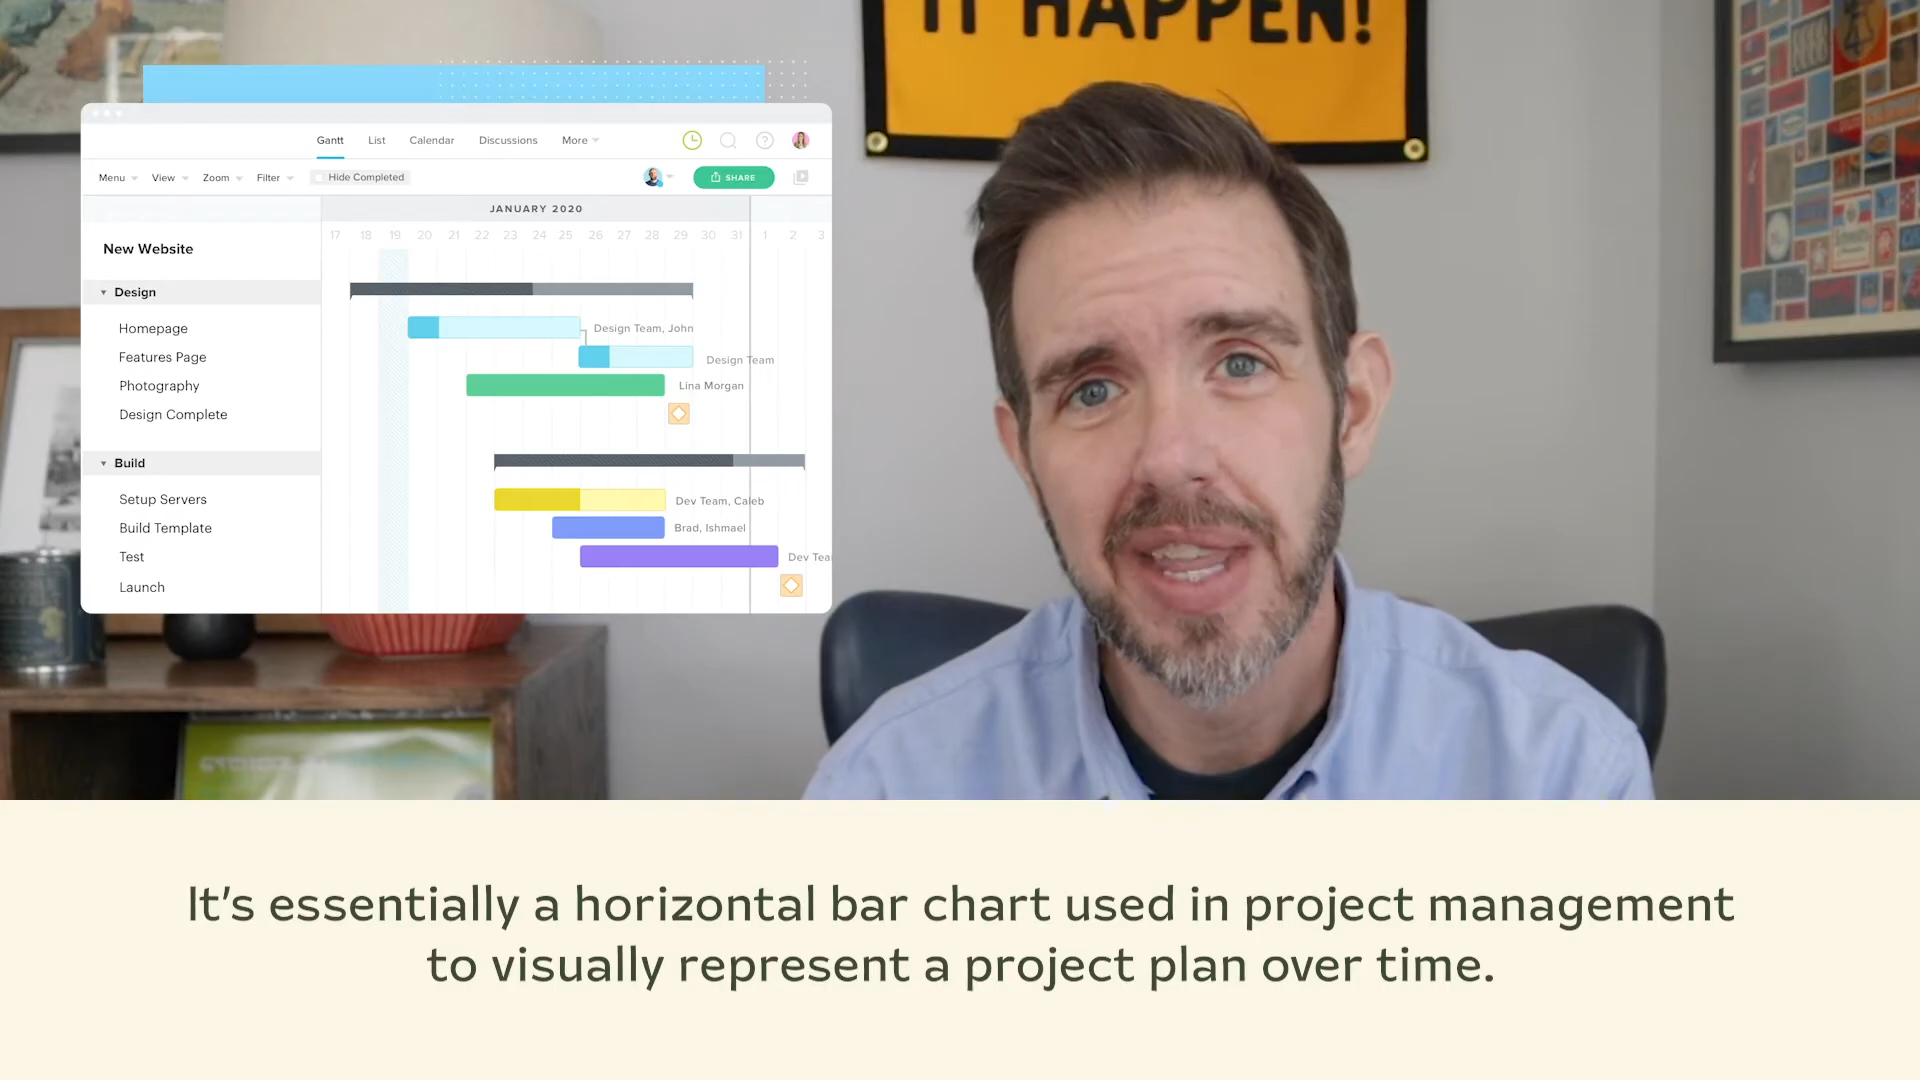 IT HAPPEN!
Gantt List Calendar Discussions More
Menu View Zoom Filter Hide Completed SHARE
JANUARY 2020
17 18 19 20 21 22 23 24 25 26 27 28 29 30 31 1 2 3
New Website
Design
Homepage Design Team, John
Features Page Design Team
Photography Lina Morgan
Design Complete
Build
Setup Servers Dev Team, Caleb
Build Template Brad, Ishmael
Test Dev Tea
Launch
It's essentially a horizontal bar chart used in project management
to visually represent a project plan over time.